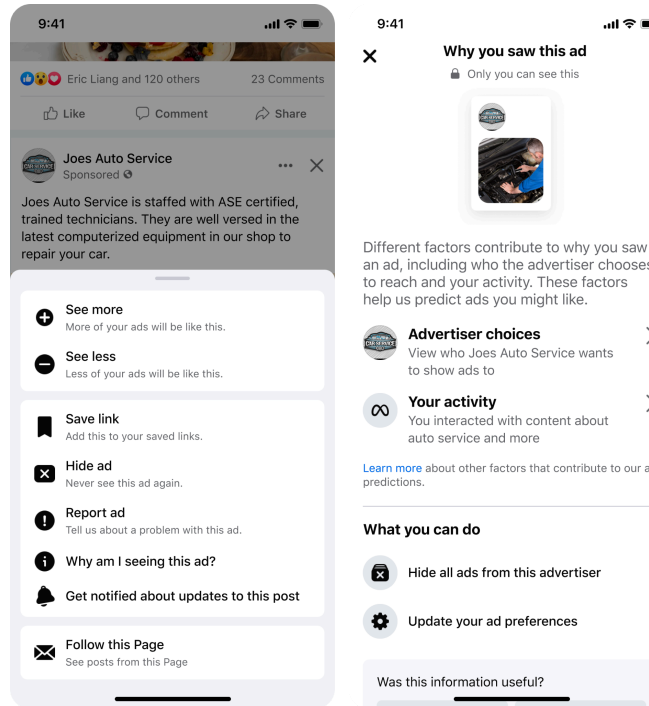 9:41
Eric Liang and 120 others 23 Comments
Like Comment Share
Joes Auto Service
Sponsored
Joes Auto Service is staffed with ASE certified,
trained technicians. They are well versed in the
latest computerized equipment in our shop to
repair your car.
See more
More of your ads will be like this.
See less
Less of your ads will be like this.
Save link
Add this to your saved links.
Hide ad
Never see this ad again.
Report ad
Tell us about a problem with this ad.
Why am I seeing this ad?
Get notified about updates to this post
Follow this Page
See posts from this Page
9:41
Why you saw this ad
Only you can see this
Different factors contribute to why you saw
an ad, including who the advertiser chooses
to reach and your activity. These factors
help us predict ads you might like.
Advertiser choices
View who Joes Auto Service wants
to show ads to
Your activity
You interacted with content about
auto service and more
Learn more about other factors that contribute to our a
predictions.
What you can do
Hide all ads from this advertiser
Update your ad preferences
Was this information useful?